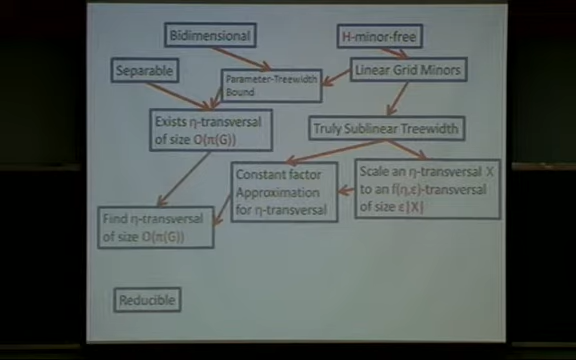 Bidimensional
H-minor-free
Separable
Parameter-Treewidth
Bound
Linear Grid Minors
Exists η-transversal
of size O(π(G))
Truly Sublinear Treewidth
Constant factor
Approximation
for η-transversal
Scale an η-transversal X
to an f(η,ε)-transversal
of size ε|X|
Find η-transversal
of size O(π(G))
Reducible